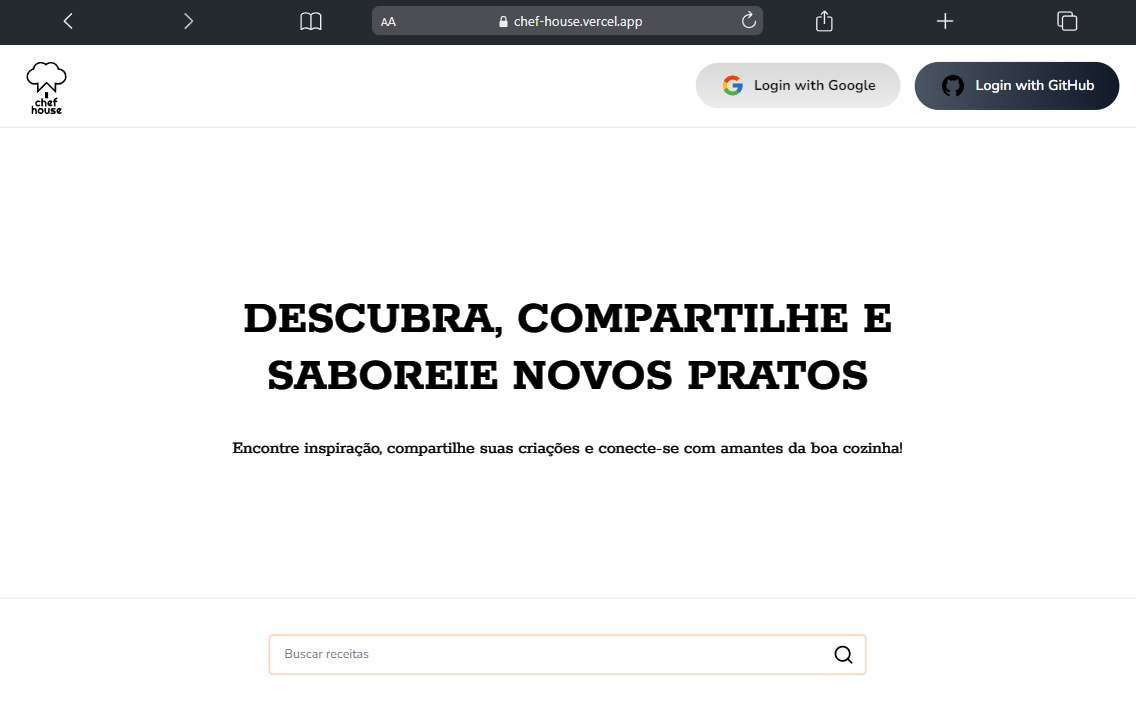 AA
chef-house.vercel.app
chef
house
Login with Google
Login with GitHub
DESCUBRA, COMPARTILHE E
SABOREIE NOVOS PRATOS
Encontre inspiração, compartilhe suas criações e conecte-se com amantes da boa cozinha!
Buscar receitas